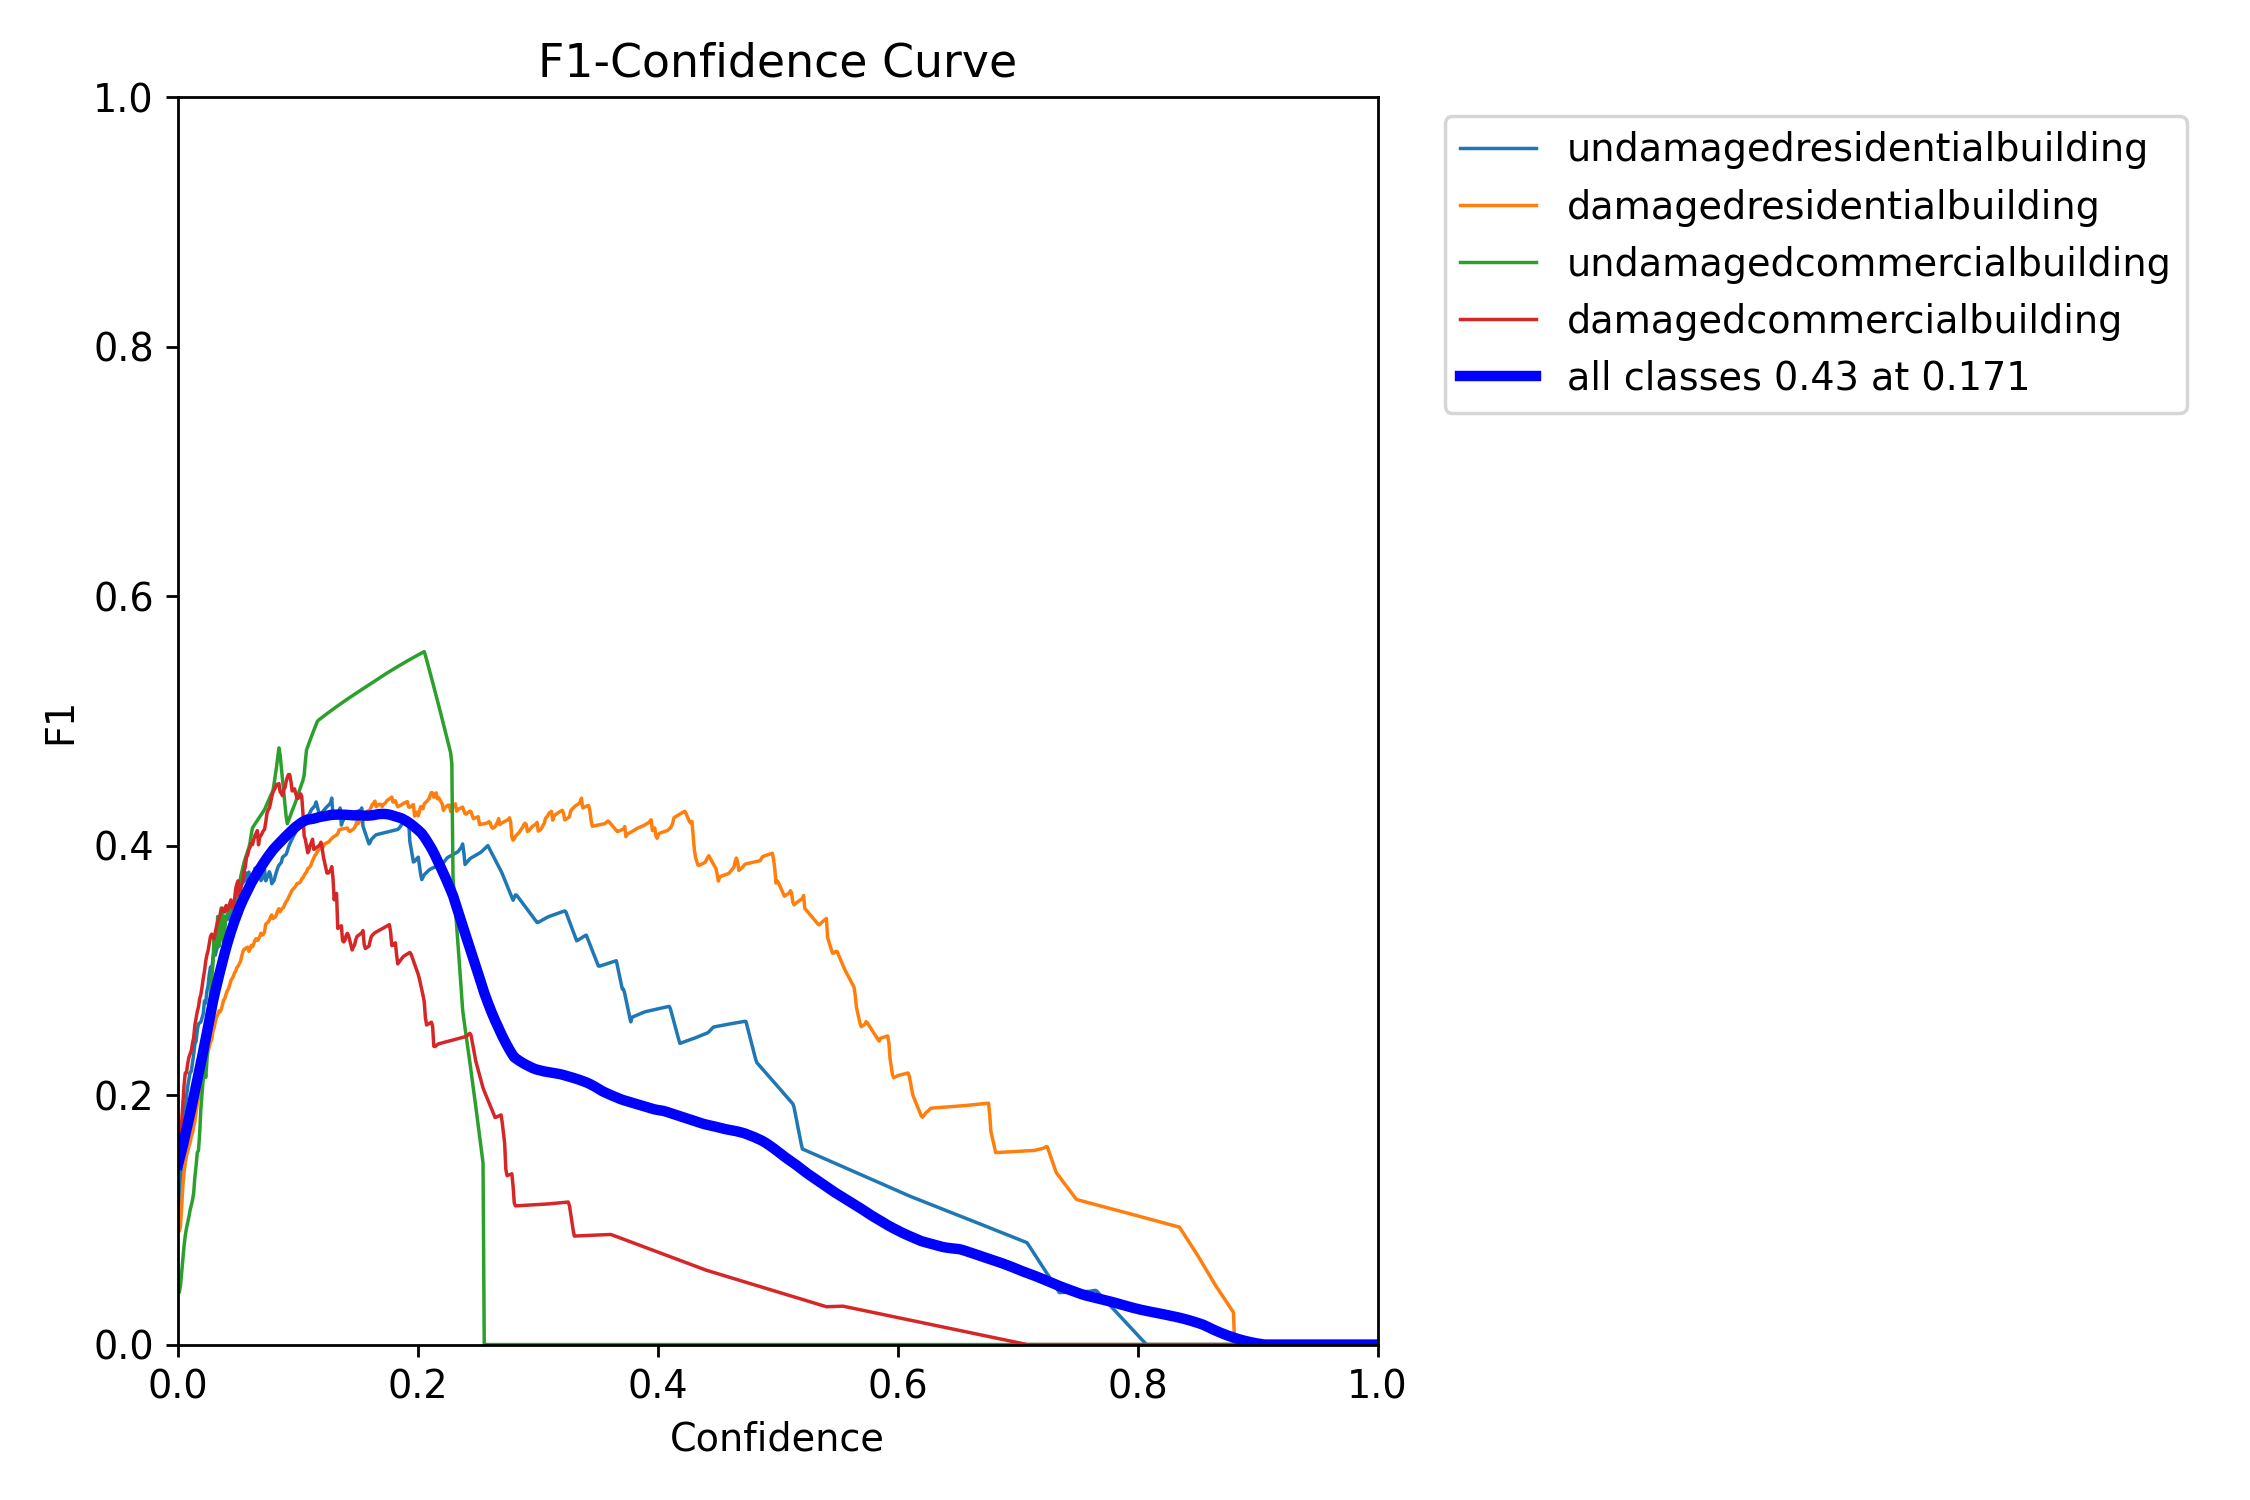 F1-Confidence Curve
1.0
0.8
0.6
0.4
0.2
0.0
F1
0.0 0.2 0.4 0.6 0.8 1.0
Confidence
undamagedresidentialbuilding
damagedresidentialbuilding
undamagedcommercialbuilding
damagedcommercialbuilding
all classes 0.43 at 0.171